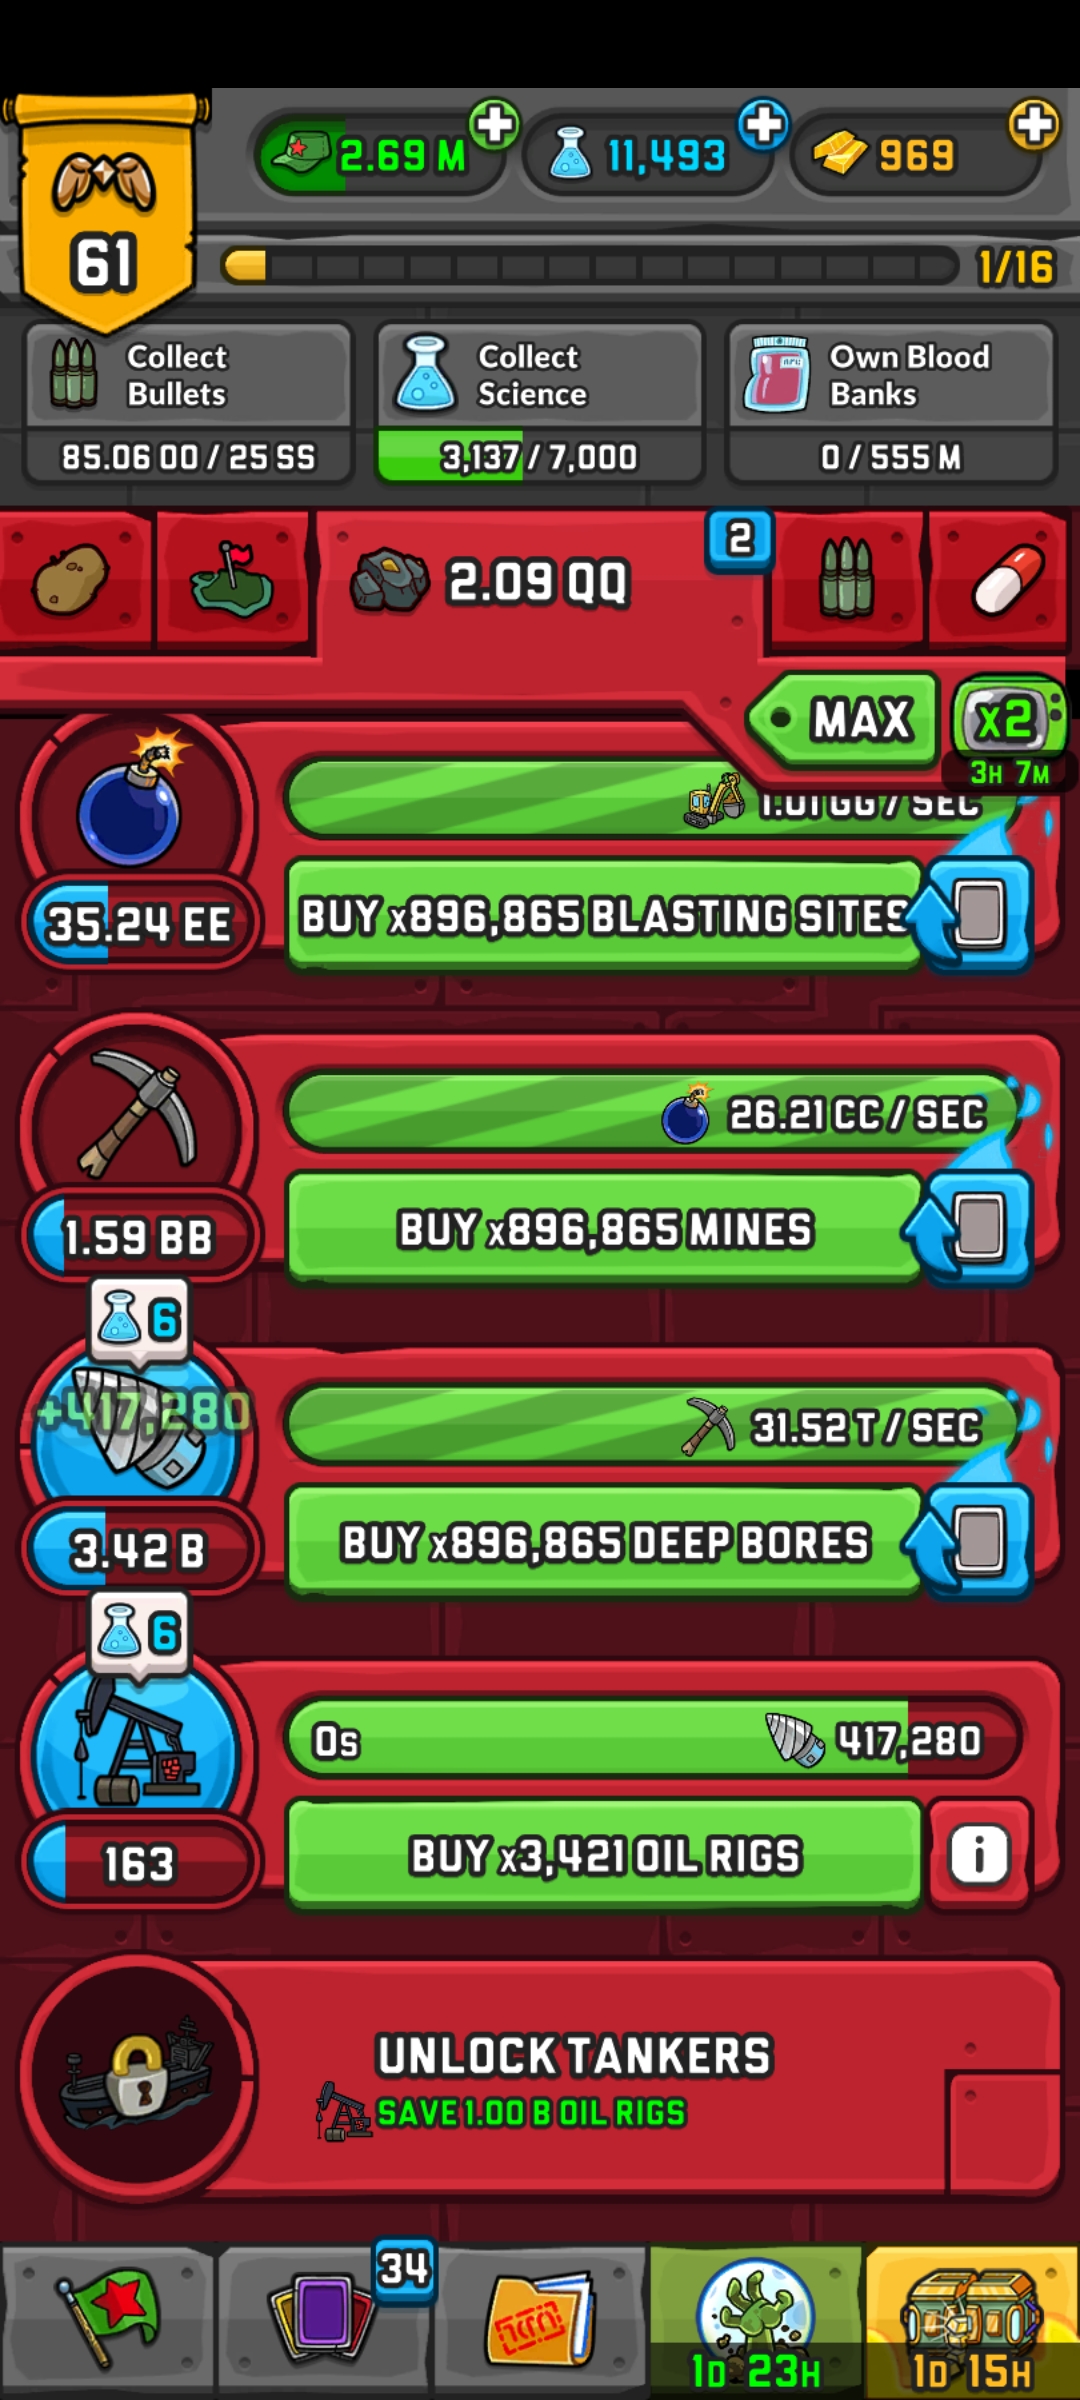 2.69 M
11,493
969
61
1/16
Collect
Bullets
Collect
Science
Own Blood
Banks
85.06 OO / 25 SS
3,137 / 7,000
0 / 555 M
2.09 QQ
2
MAX
x2
3H 7M
1.01 GG / SEC
35.24 EE
BUY x896,865 BLASTING SITES
26.21 CC / SEC
1.59 BB
BUY x896,865 MINES
6
+417,280
31.52 T / SEC
3.42 B
BUY x896,865 DEEP BORES
6
0s
417,280
163
BUY x3,421 OIL RIGS
i
UNLOCK TANKERS
SAVE 1.00 B OIL RIGS
34
1D 23H
1D 15H